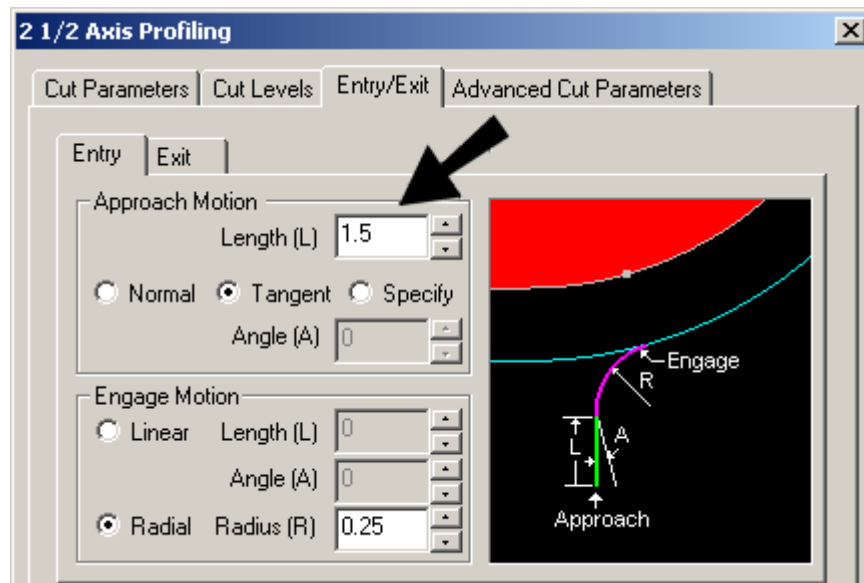 2 1/2 Axis Profiling
Cut Parameters Cut Levels Entry/Exit Advanced Cut Parameters
Entry Exit
Approach Motion
Length (L) 1.5
Normal Tangent Specify
Angle (A) 0
Engage Motion
Linear Length (L) 0
Angle (A) 0
Radial Radius (R) 0.25
Engage
R
L
A
Approach